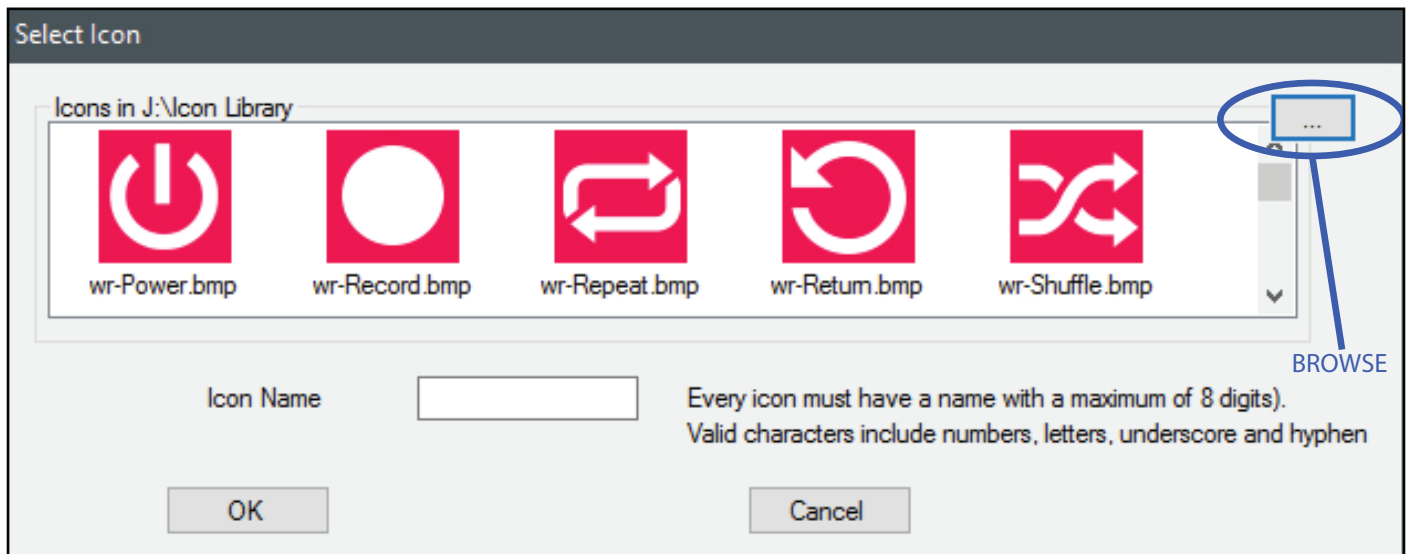 Select Icon
Icons in J:\Icon Library
...
wr-Power.bmp wr-Record.bmp wr-Repeat.bmp wr-Return.bmp wr-Shuffle.bmp
BROWSE
Icon Name
Every icon must have a name with a maximum of 8 digits).
Valid characters include numbers, letters, underscore and hyphen
OK Cancel